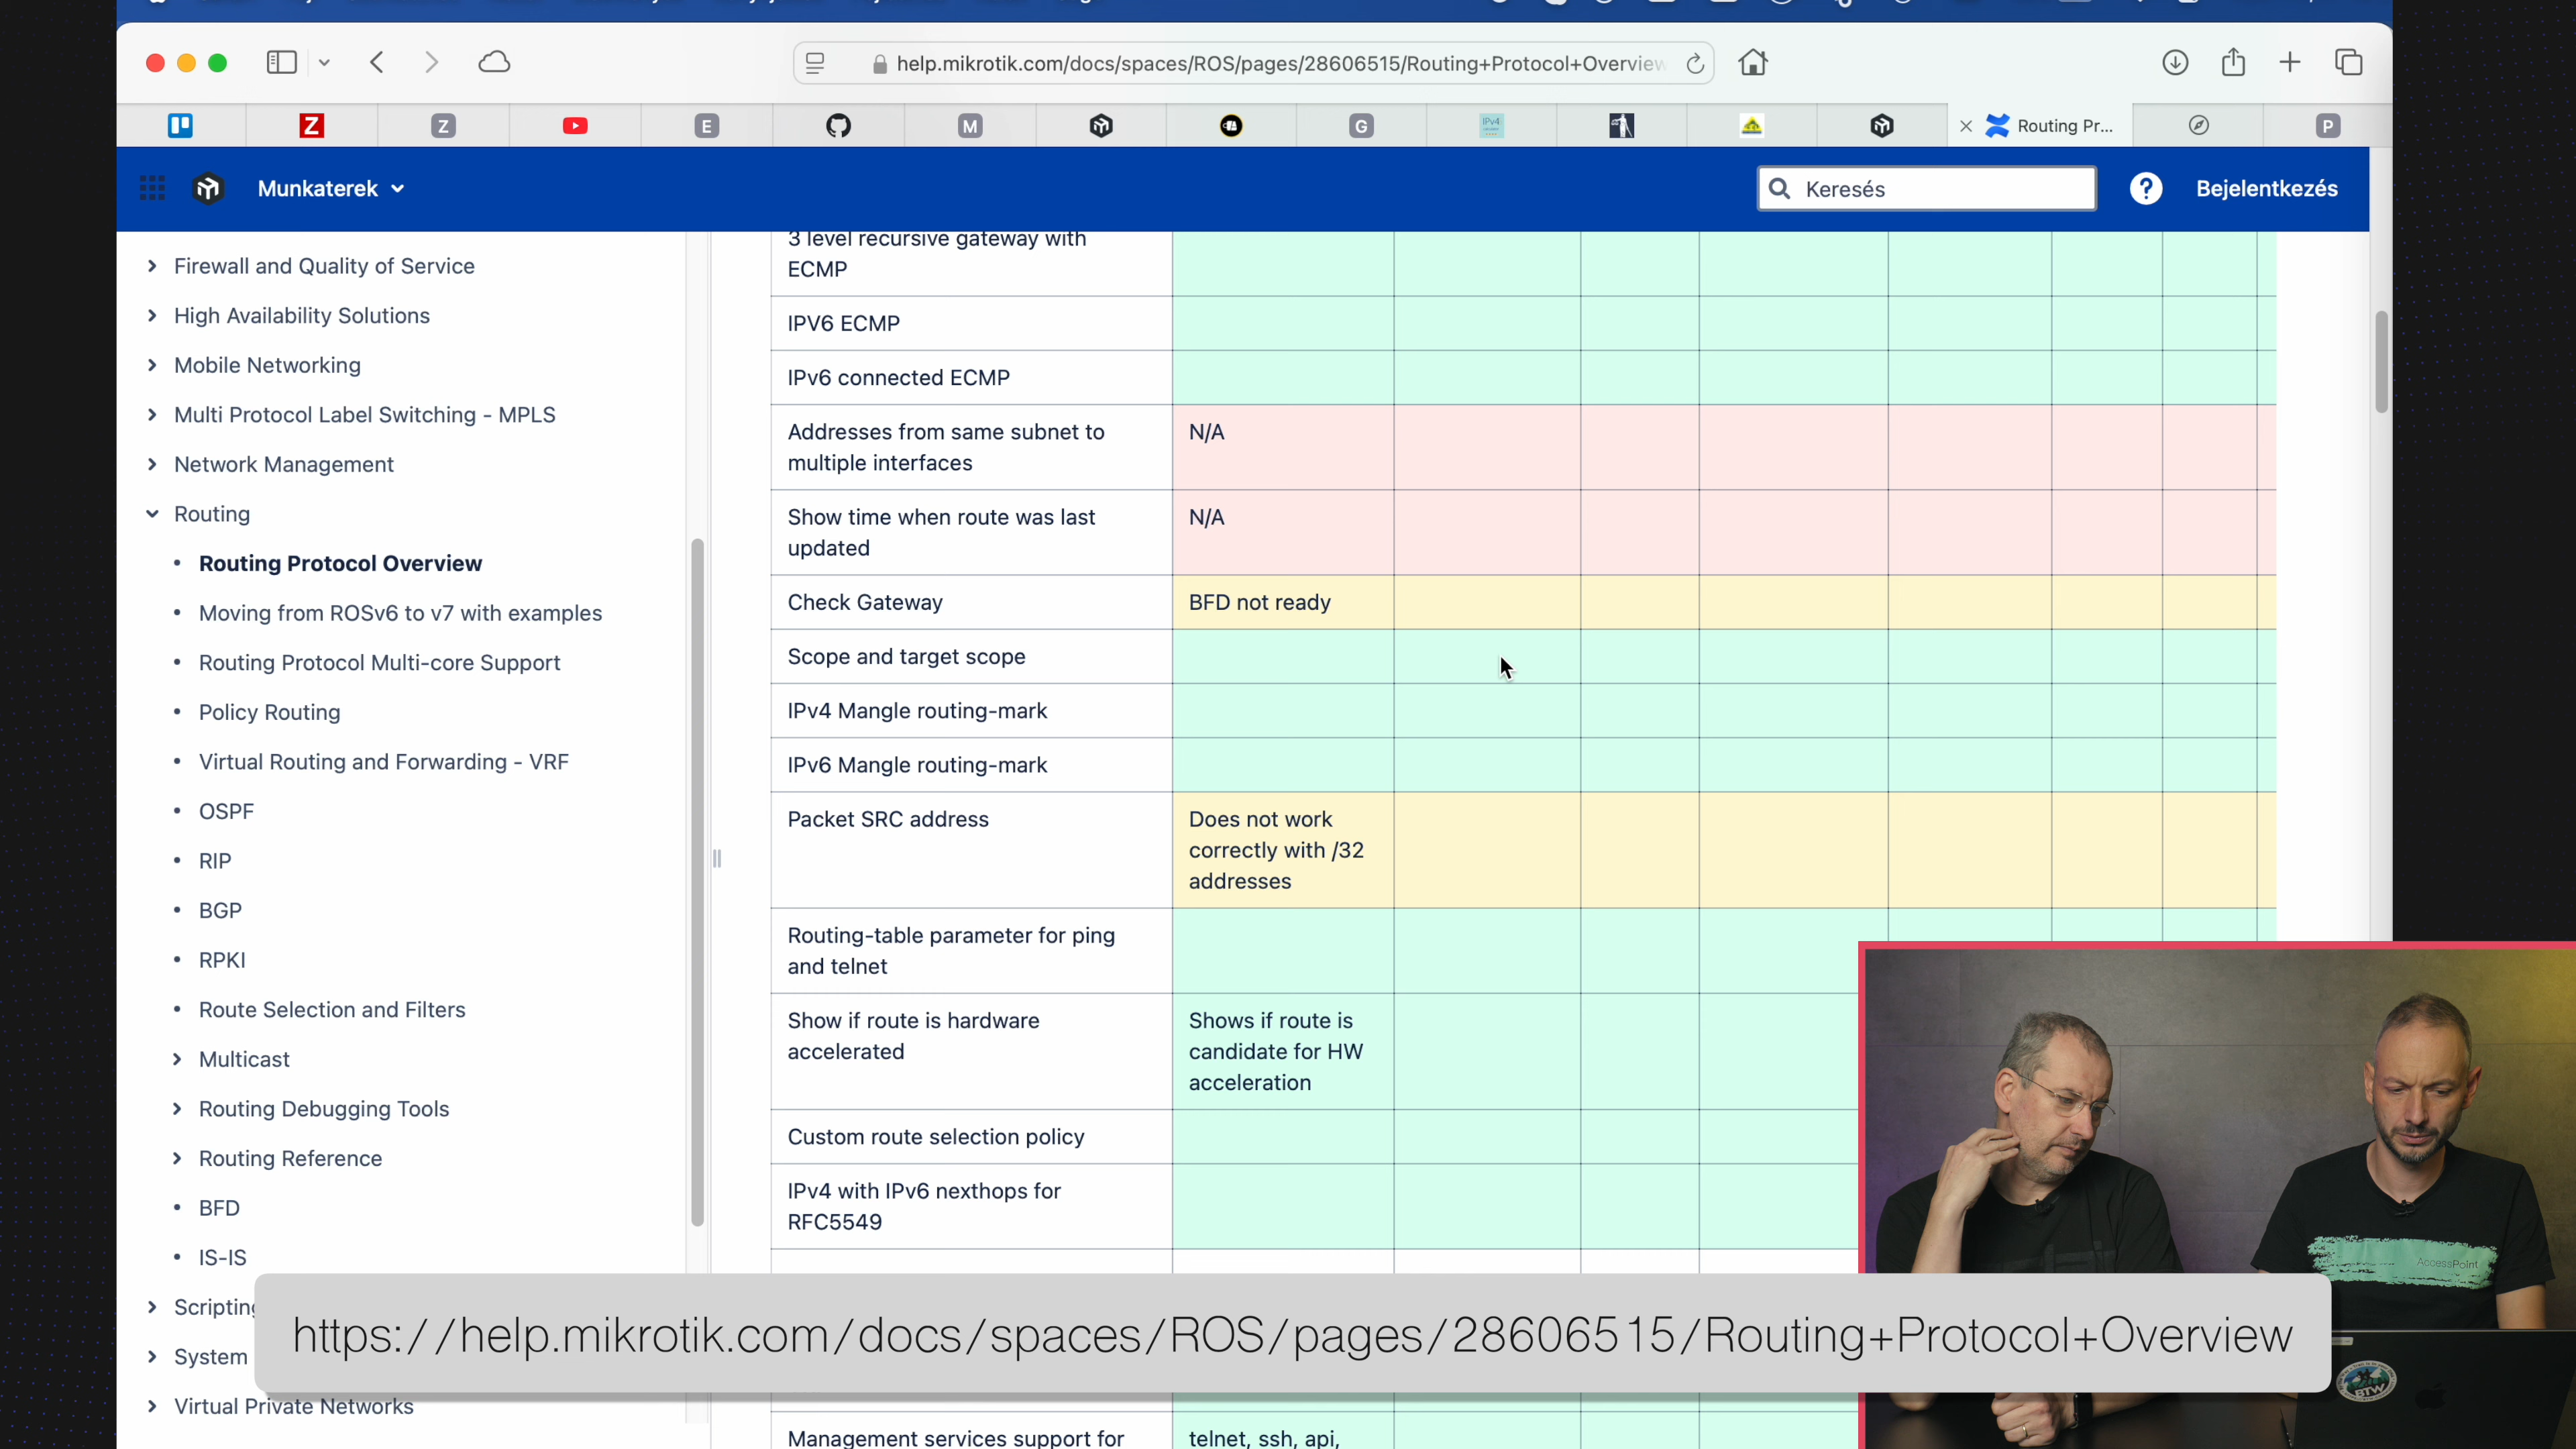 help.mikrotik.com/docs/spaces/ROS/pages/28606515/Routing+Protocol+Overview
Z
Z
E
M
G
IPv4
Routing Pr...
P
Munkaterek
Keresés
?
Bejelentkezés
Firewall and Quality of Service
High Availability Solutions
Mobile Networking
Multi Protocol Label Switching - MPLS
Network Management
Routing
Routing Protocol Overview
Moving from ROSv6 to v7 with examples
Routing Protocol Multi-core Support
Policy Routing
Virtual Routing and Forwarding - VRF
OSPF
RIP
BGP
RPKI
Route Selection and Filters
Multicast
Routing Debugging Tools
Routing Reference
BFD
IS-IS
Scripting
System
Virtual Private Networks
3 level recursive gateway with
ECMP
IPV6 ECMP
IPv6 connected ECMP
Addresses from same subnet to
multiple interfaces
N/A
Show time when route was last
updated
N/A
Check Gateway
BFD not ready
Scope and target scope
IPv4 Mangle routing-mark
IPv6 Mangle routing-mark
Packet SRC address
Does not work
correctly with /32
addresses
Routing-table parameter for ping
and telnet
Show if route is hardware
accelerated
Shows if route is
candidate for HW
acceleration
Custom route selection policy
IPv4 with IPv6 nexthops for
RFC5549
Management services support for
telnet, ssh, api,
AccessPoint
BTW
https://help.mikrotik.com/docs/spaces/ROS/pages/28606515/Routing+Protocol+Overview